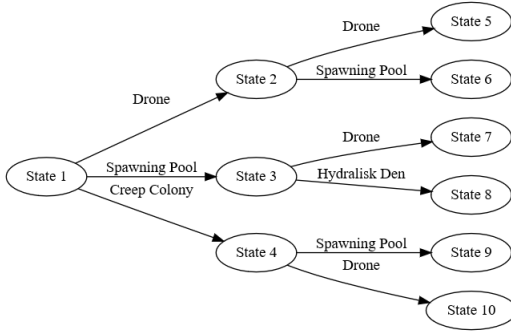 Drone
State 5
State 2
Spawning Pool
State 6
Drone
Drone
State 7
State 1
Spawning Pool
State 3
Creep Colony
Hydralisk Den
State 8
Spawning Pool
State 9
State 4
Drone
State 10